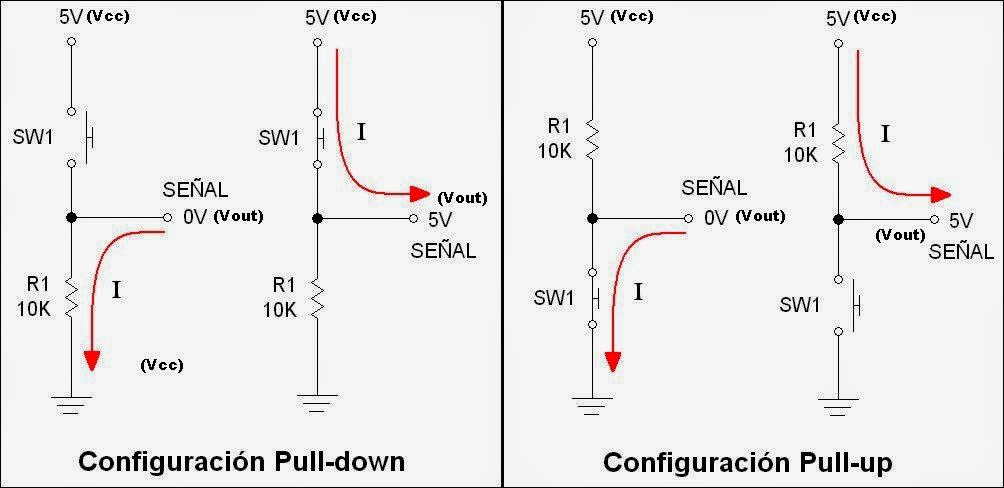 5V (Vcc)
SW1
SEÑAL
0V (Vout)
R1
10K
I
(Vcc)
5V (Vcc)
SW1
I
(Vout)
5V
SEÑAL
R1
10K
Configuración Pull-down
5V (Vcc)
R1
10K
SEÑAL
0V (Vout)
SW1
I
5V (Vcc)
R1
10K
I
5V
(Vout)
SEÑAL
SW1
Configuración Pull-up